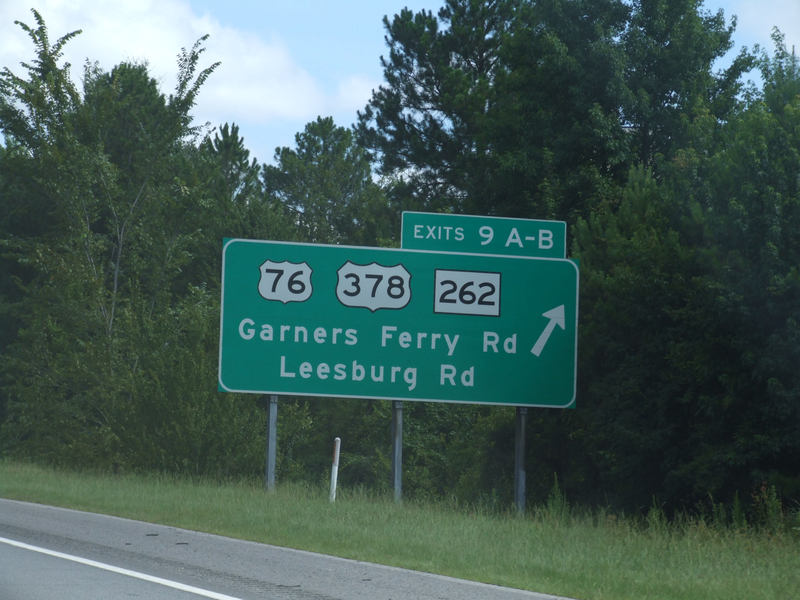 EXITS 9 A-B
76 378 262
Garners Ferry Rd
Leesburg Rd